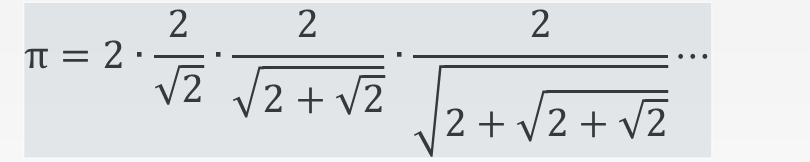 π = 2 · 2/√2 · 2/√(2 + √2) · 2/√(2 + √(2 + √2)) ⋯